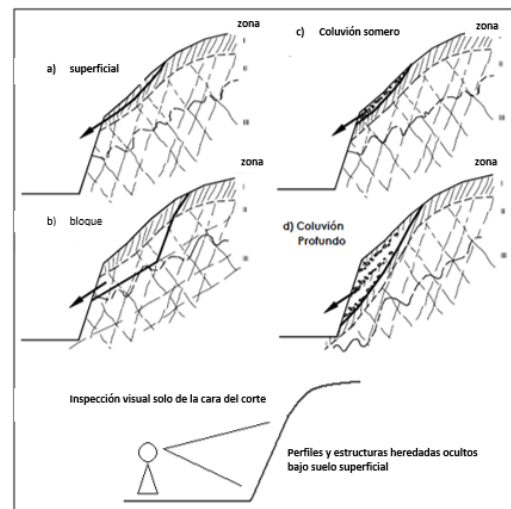 zona
a) superficial
I
II
III
zona
c) Coluvión somero
I
II
III
zona
b) bloque
I
II
III
zona
d) Coluvión
Profundo
I
II
III
Inspección visual solo de la cara del corte
Perfiles y estructuras heredadas ocultos
bajo suelo superficial